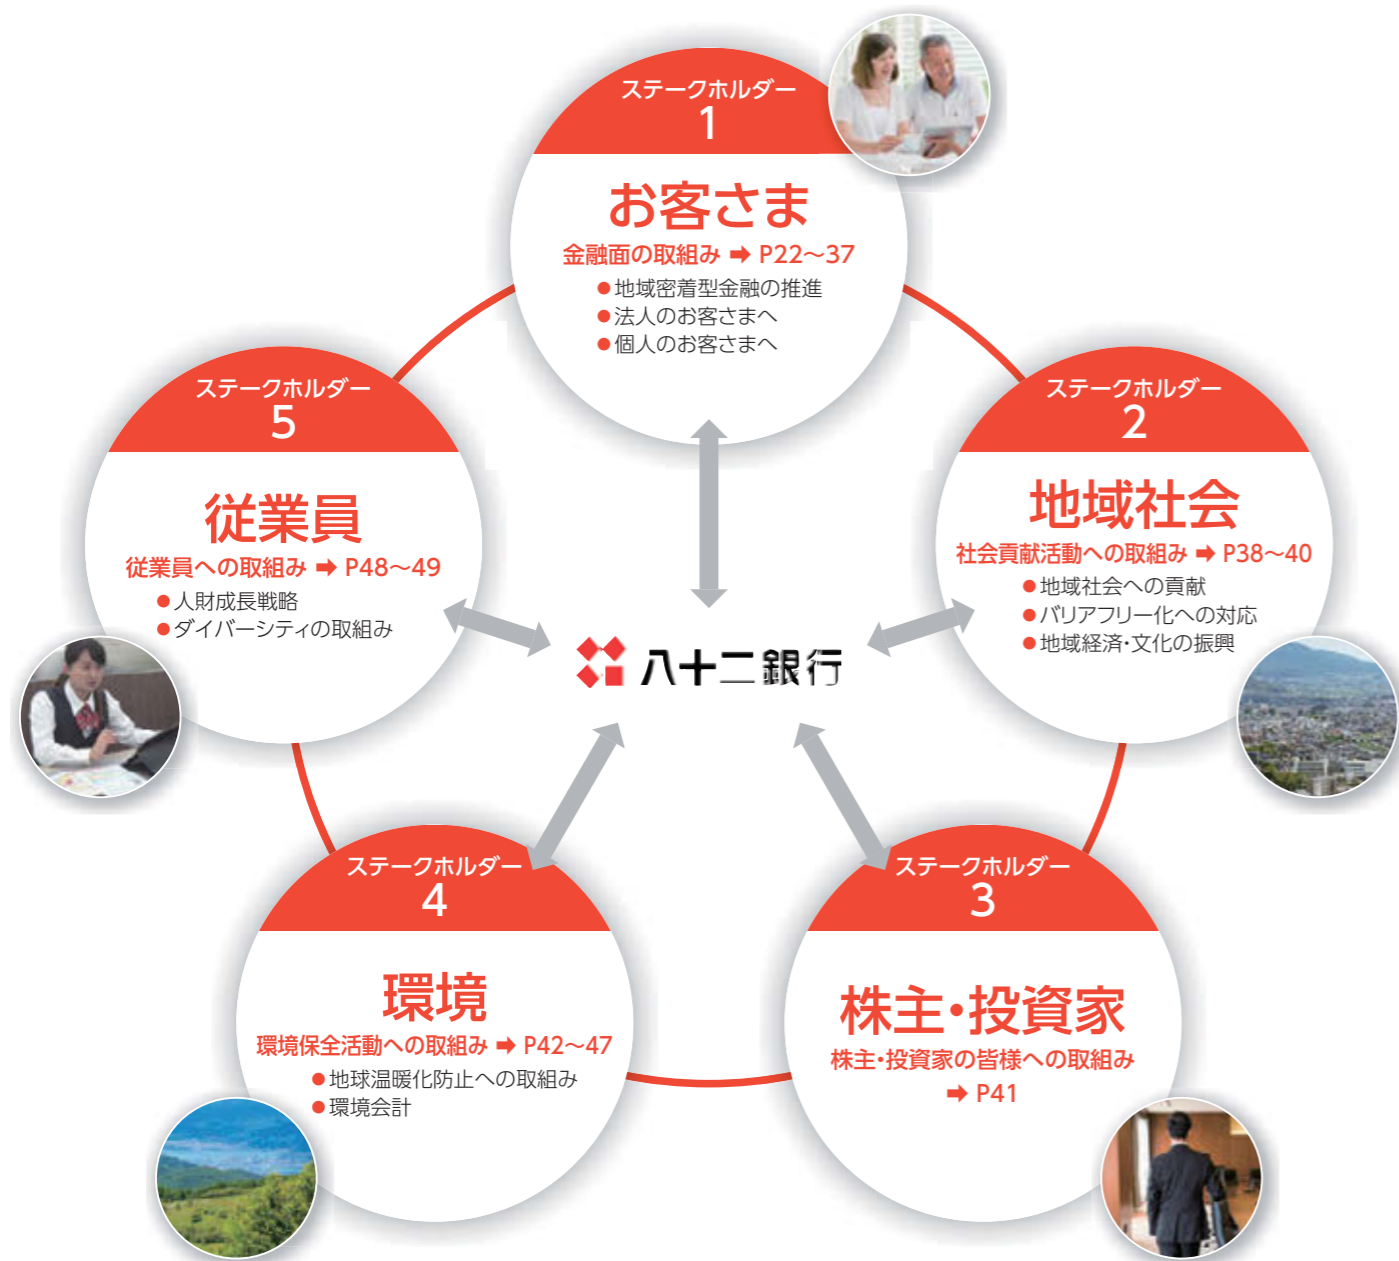 ステークホルダー
1
お客さま
金融面の取組み ➡ P22～37
●地域密着型金融の推進
●法人のお客さまへ
●個人のお客さまへ
ステークホルダー
2
地域社会
社会貢献活動への取組み ➡ P38～40
●地域社会への貢献
●バリアフリー化への対応
●地域経済・文化の振興
ステークホルダー
3
株主・投資家
株主・投資家の皆様への取組み
➡ P41
ステークホルダー
4
環境
環境保全活動への取組み ➡ P42～47
●地球温暖化防止への取組み
●環境会計
ステークホルダー
5
従業員
従業員への取組み ➡ P48～49
●人財成長戦略
●ダイバーシティの取組み
八十二銀行